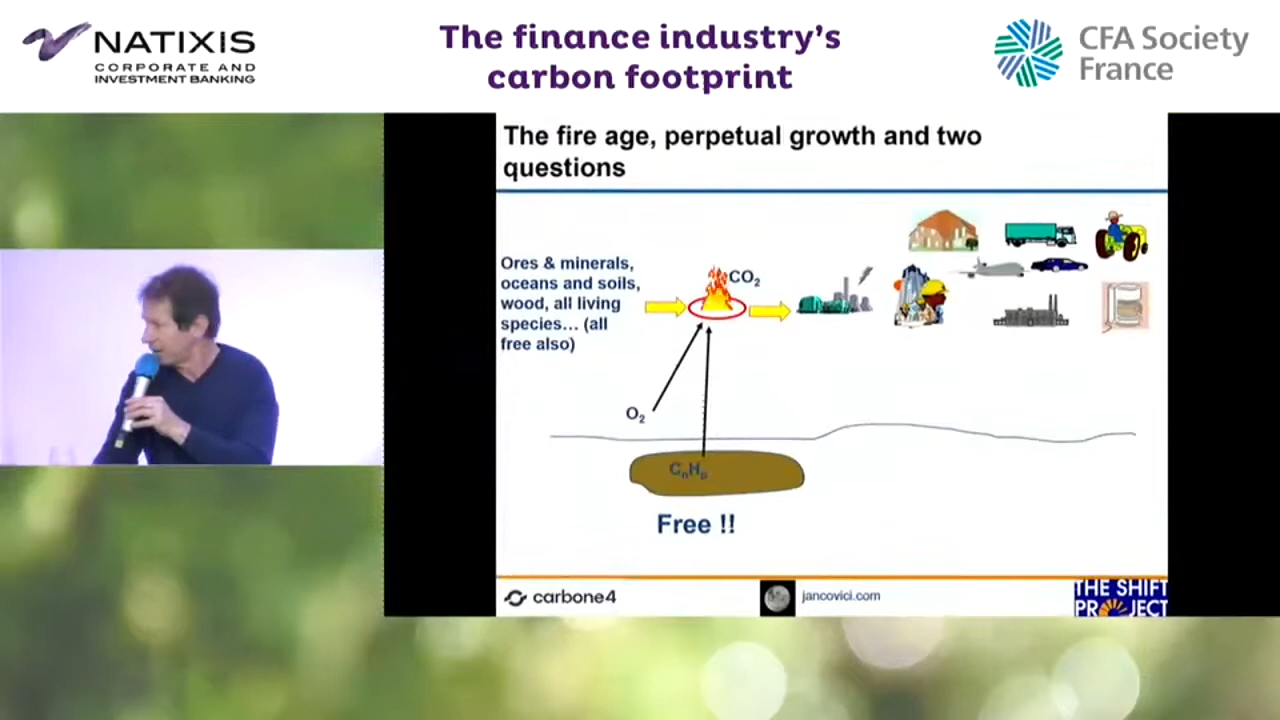 NATIXIS
CORPORATE AND
INVESTMENT BANKING
The finance industry's
carbon footprint
CFA Society
France
The fire age, perpetual growth and two
questions
Ores & minerals,
oceans and soils,
wood, all living
species... (all
free also)
CO₂
O₂
CₙHₚ
Free !!
carbone4
jancovici.com
THE SHIFT
PROJECT